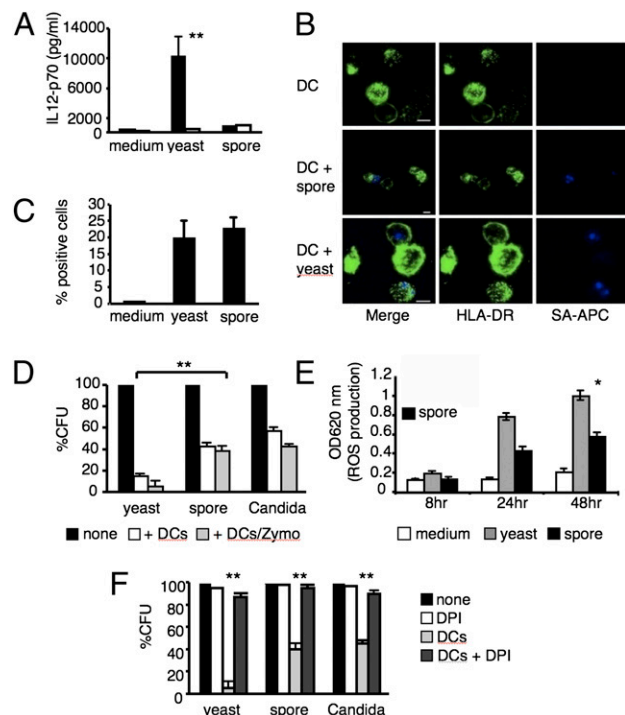 A
IL12-p70 (pg/ml)
14000
10000
6000
2000
0
**
medium yeast spore
B
DC
DC +
spore
DC +
yeast
Merge HLA-DR SA-APC
C
% positive cells
30
25
20
15
10
5
0
medium yeast spore
D
**
%CFU
100
80
60
40
20
0
yeast spore Candida
none + DCs + DCs/Zymo
E
OD620 nm
(ROS production)
1.2
1
0.8
0.6
0.4
0.2
spore
*
8hr 24hr 48hr
medium yeast spore
F
%CFU
100
80
40
60
20
0
** ** **
yeast spore Candida
none
DPI
DCs
DCs + DPI